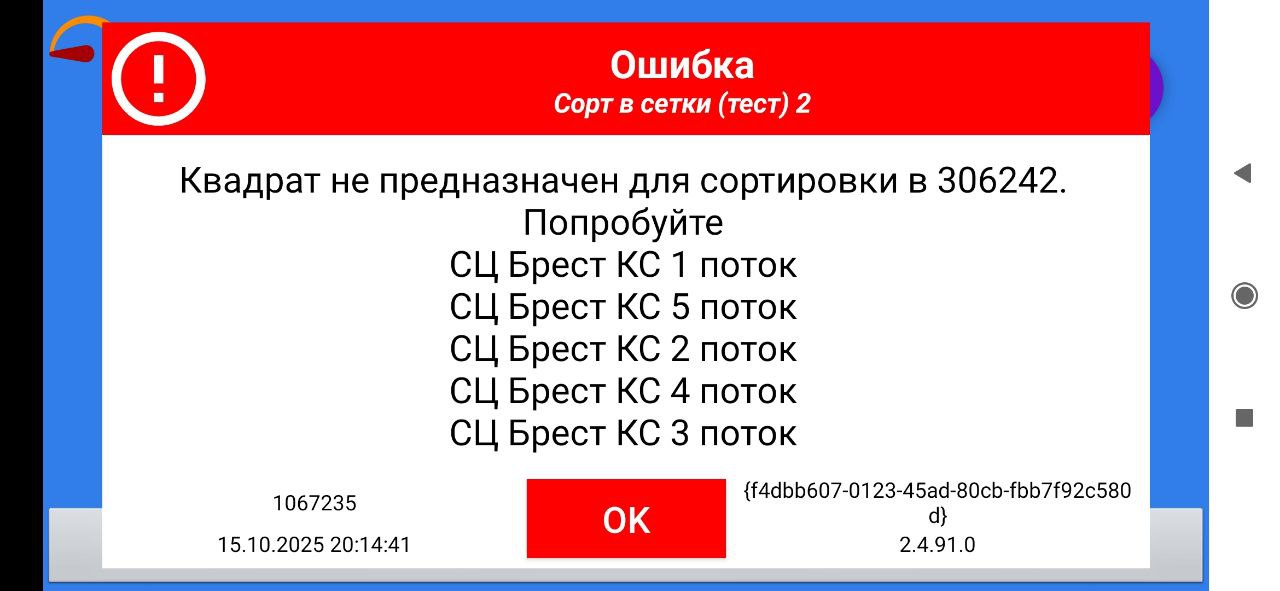 Ошибка
Сорт в сетки (тест) 2
Квадрат не предназначен для сортировки в 306242.
Попробуйте
СЦ Брест КС 1 поток
СЦ Брест КС 5 поток
СЦ Брест КС 2 поток
СЦ Брест КС 4 поток
СЦ Брест КС 3 поток
1067235
15.10.2025 20:14:41
OK
{f4dbb607-0123-45ad-80cb-fbb7f92c580
d}
2.4.91.0